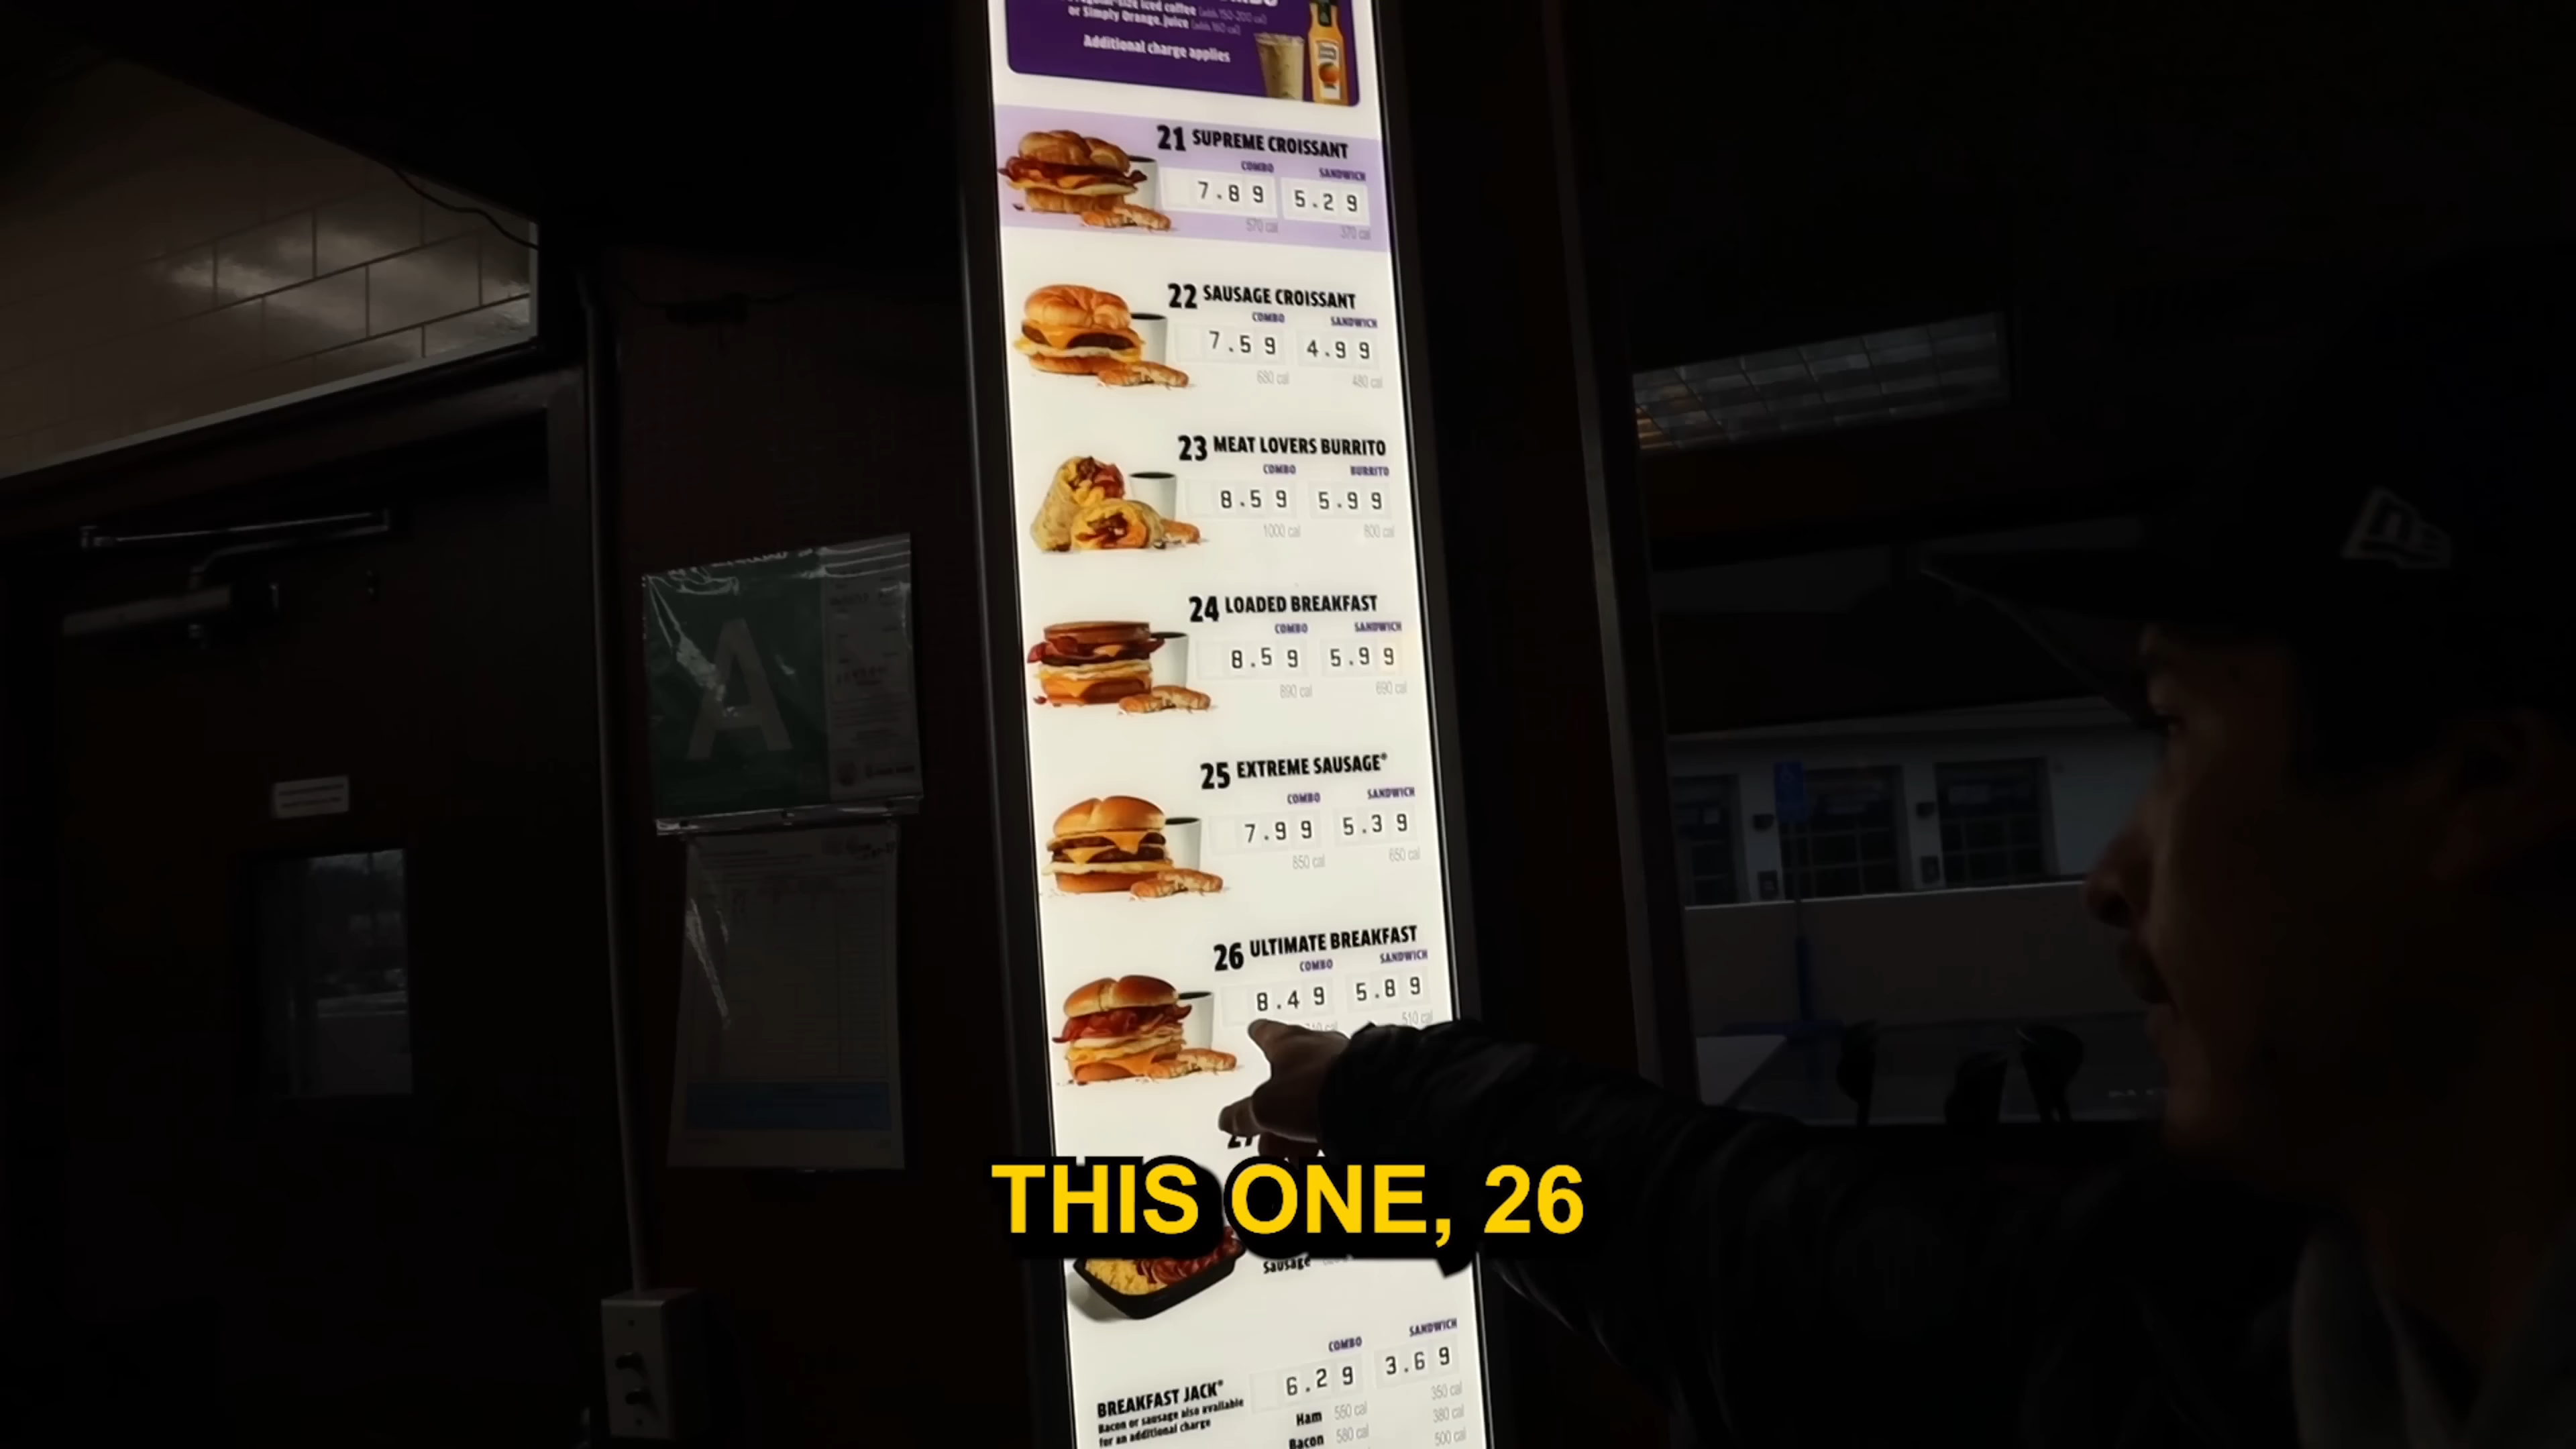 or Simply Orange juice (adds 160 cal)
Additional charge applies
21 SUPREME CROISSANT
COMBO SANDWICH
7.89 5.29
570 cal 370 cal
22 SAUSAGE CROISSANT
COMBO SANDWICH
7.59 4.99
680 cal 480 cal
23 MEAT LOVERS BURRITO
COMBO BURRITO
8.59 5.99
1000 cal 800 cal
24 LOADED BREAKFAST
COMBO SANDWICH
8.59 5.99
890 cal 690 cal
A
25 EXTREME SAUSAGE®
COMBO SANDWICH
7.99 5.39
850 cal 650 cal
26 ULTIMATE BREAKFAST
COMBO SANDWICH
8.49 5.89
510 cal
THIS ONE, 26
Sausage
COMBO SANDWICH
6.29 3.69
BREAKFAST JACK®
Bacon or sausage also available
for an additional charge
Ham 550 cal 350 cal
Bacon 580 cal 380 cal
500 cal